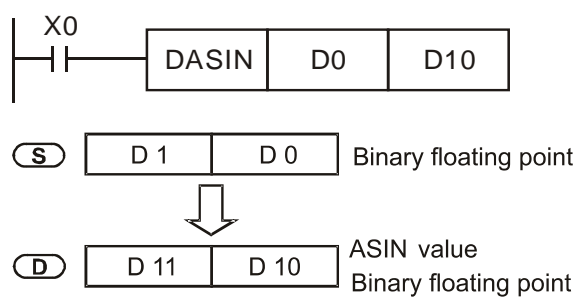 X0
DASIN D0 D10
S D 1 D 0 Binary floating point
D D 11 D 10 ASIN value
Binary floating point